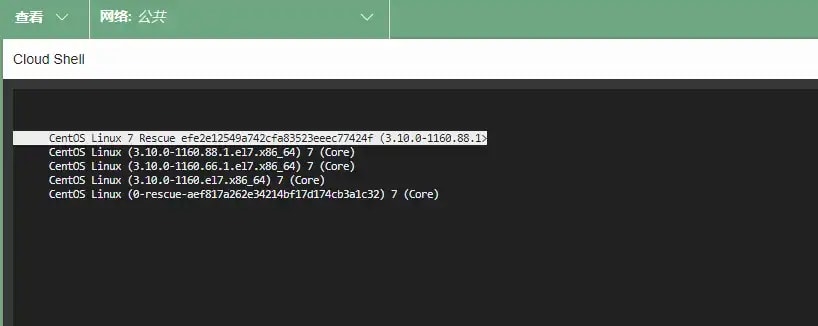 查看 网络: 公共
Cloud Shell
CentOS Linux 7 Rescue efe2e12549a742cfa83523eeec77424f (3.10.0-1160.88.1>
CentOS Linux (3.10.0-1160.88.1.el7.x86_64) 7 (Core)
CentOS Linux (3.10.0-1160.66.1.el7.x86_64) 7 (Core)
CentOS Linux (3.10.0-1160.el7.x86_64) 7 (Core)
CentOS Linux (0-rescue-aef817a262e34214bf17d174cb3a1c32) 7 (Core)